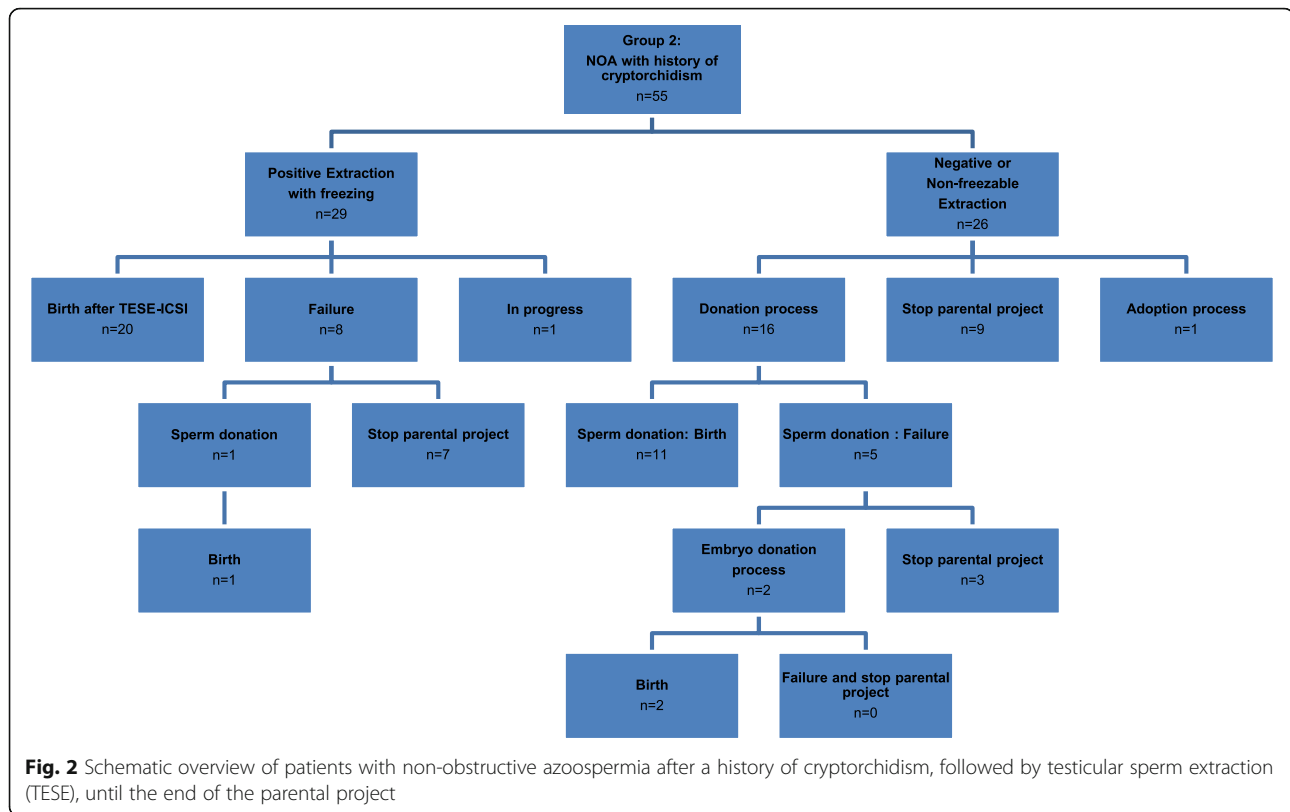 Group 2:
NOA with history of
cryptorchidism
n=55
Positive Extraction
with freezing
n=29
Negative or
Non-freezable
Extraction
n=26
Birth after TESE-ICSI
n=20
Failure
n=8
In progress
n=1
Donation process
n=16
Stop parental project
n=9
Adoption process
n=1
Sperm donation
n=1
Stop parental project
n=7
Sperm donation: Birth
n=11
Sperm donation : Failure
n=5
Birth
n=1
Embryo donation
process
n=2
Stop parental project
n=3
Birth
n=2
Failure and stop parental
project
n=0
Fig. 2 Schematic overview of patients with non-obstructive azoospermia after a history of cryptorchidism, followed by testicular sperm extraction
(TESE), until the end of the parental project